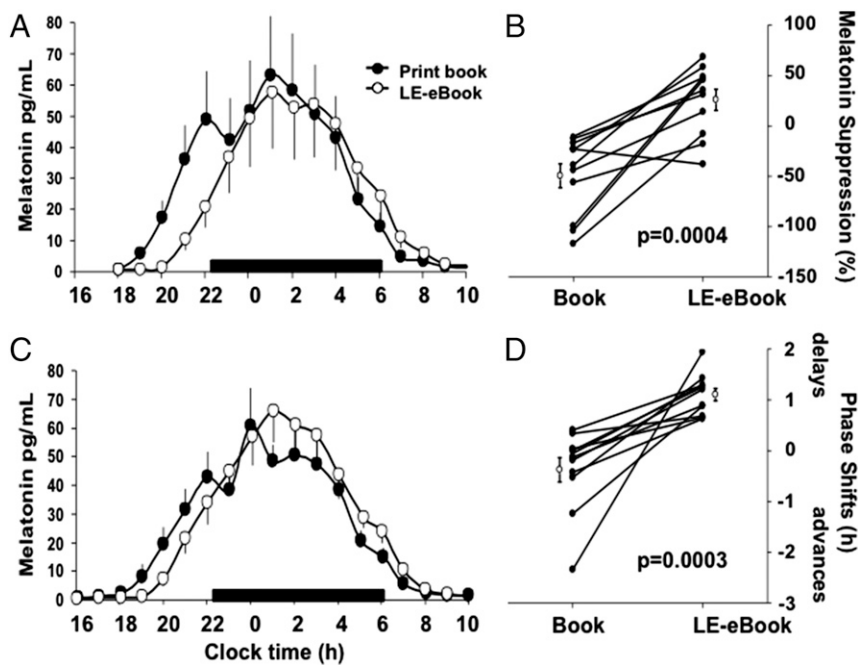 A
Melatonin pg/mL
80
70
60
50
40
30
20
10
0
16 18 20 22 0 2 4 6 8 10
Print book
LE-eBook
B
Melatonin Suppression (%)
100
50
0
-50
-100
-150
p=0.0004
Book LE-eBook
C
Melatonin pg/mL
80
70
60
50
40
30
20
10
0
16 18 20 22 0 2 4 6 8 10
Clock time (h)
D
delays
advances
Phase Shifts (h)
2
1
0
-1
-2
-3
p=0.0003
Book LE-eBook